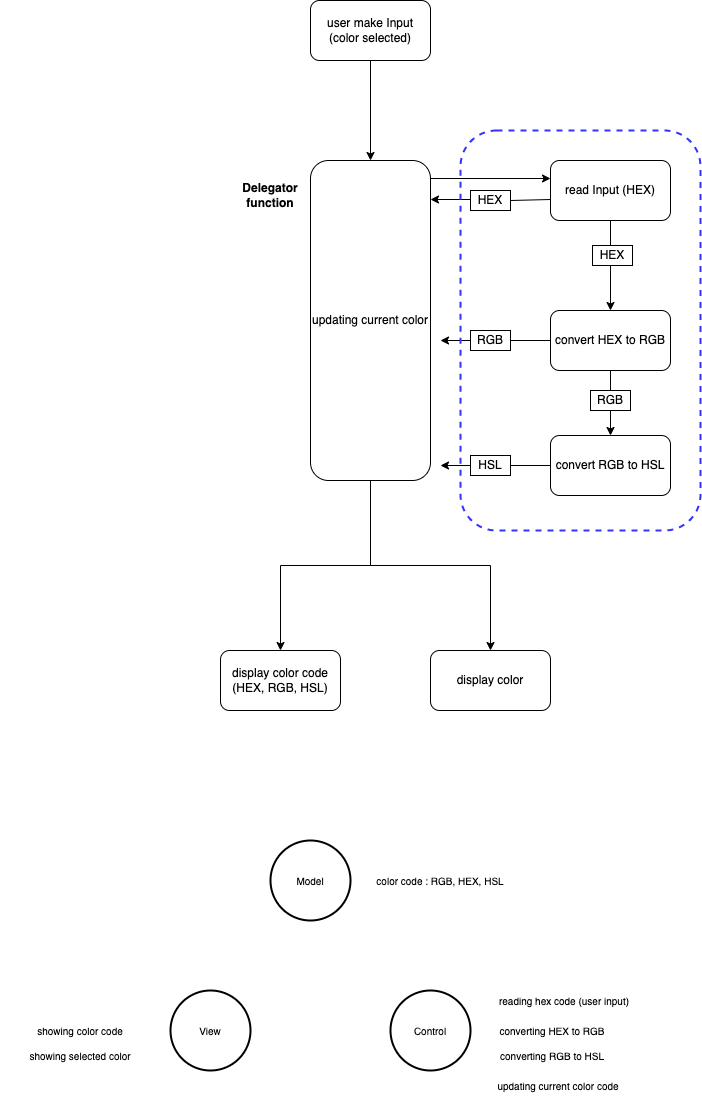 user make Input
(color selected)
Delegator
function
updating current color
read Input (HEX)
HEX
HEX
convert HEX to RGB
RGB
RGB
convert RGB to HSL
HSL
display color code
(HEX, RGB, HSL)
display color
Model
color code : RGB, HEX, HSL
View
showing color code
showing selected color
Control
reading hex code (user input)
converting HEX to RGB
converting RGB to HSL
updating current color code